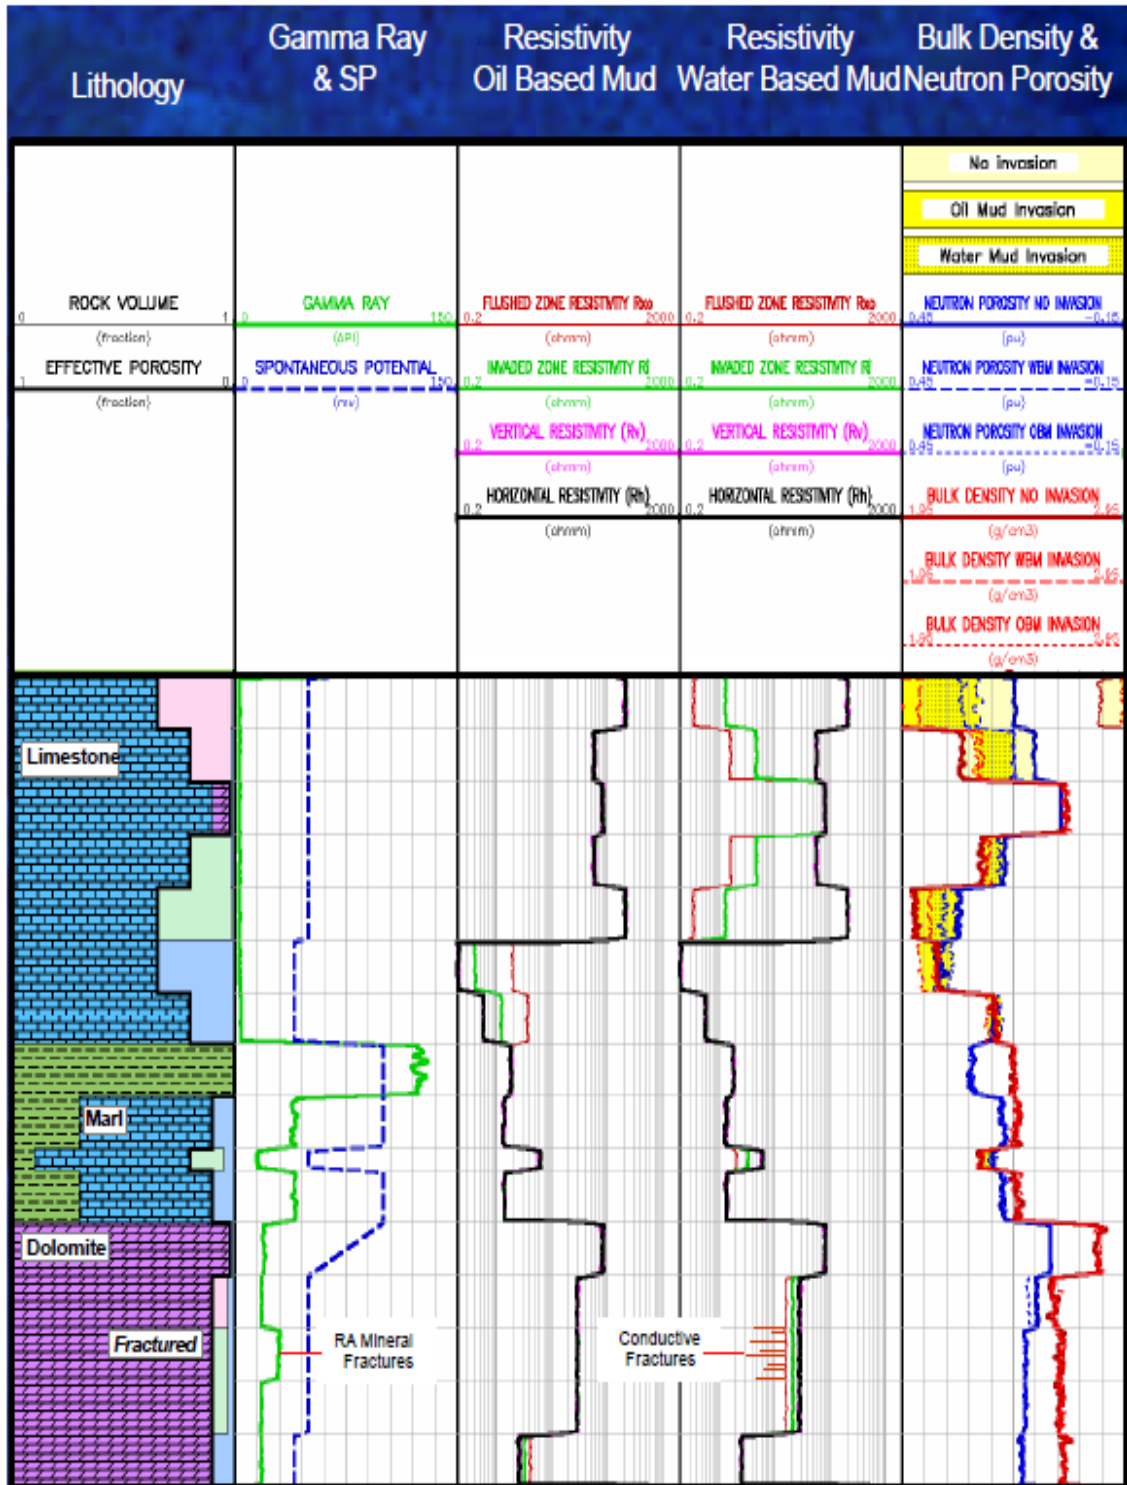 Lithology
Gamma Ray
& SP
Resistivity
Oil Based Mud
Resistivity
Water Based Mud
Bulk Density &
Neutron Porosity
No invasion
Oil Mud Invasion
Water Mud Invasion
ROCK VOLUME
0 1
(fraction)
EFFECTIVE POROSITY
1 0
(fraction)
GAMMA RAY
0 150
(API)
SPONTANEOUS POTENTIAL
0 150
(mv)
FLUSHED ZONE RESISTIVITY Rxo
0.2 2000
(ohmm)
INVADED ZONE RESISTIVITY Ri
0.2 2000
(ohmm)
VERTICAL RESISTIVITY (Rv)
0.2 2000
(ohmm)
HORIZONTAL RESISTIVITY (Rh)
0.2 2000
(ohmm)
FLUSHED ZONE RESISTIVITY Rxo
0.2 2000
(ohmm)
INVADED ZONE RESISTIVITY Ri
0.2 2000
(ohmm)
VERTICAL RESISTIVITY (Rv)
0.2 2000
(ohmm)
HORIZONTAL RESISTIVITY (Rh)
0.2 2000
(ohmm)
NEUTRON POROSITY NO INVASION
0.45 -0.15
(pu)
NEUTRON POROSITY WBM INVASION
0.45 -0.15
(pu)
NEUTRON POROSITY OBM INVASION
0.45 -0.15
(pu)
BULK DENSITY NO INVASION
1.95 2.95
(g/cm3)
BULK DENSITY WBM INVASION
1.95 2.95
(g/cm3)
BULK DENSITY OBM INVASION
1.95 2.95
(g/cm3)
Limestone
Marl
Dolomite
Fractured
RA Mineral
Fractures
Conductive
Fractures